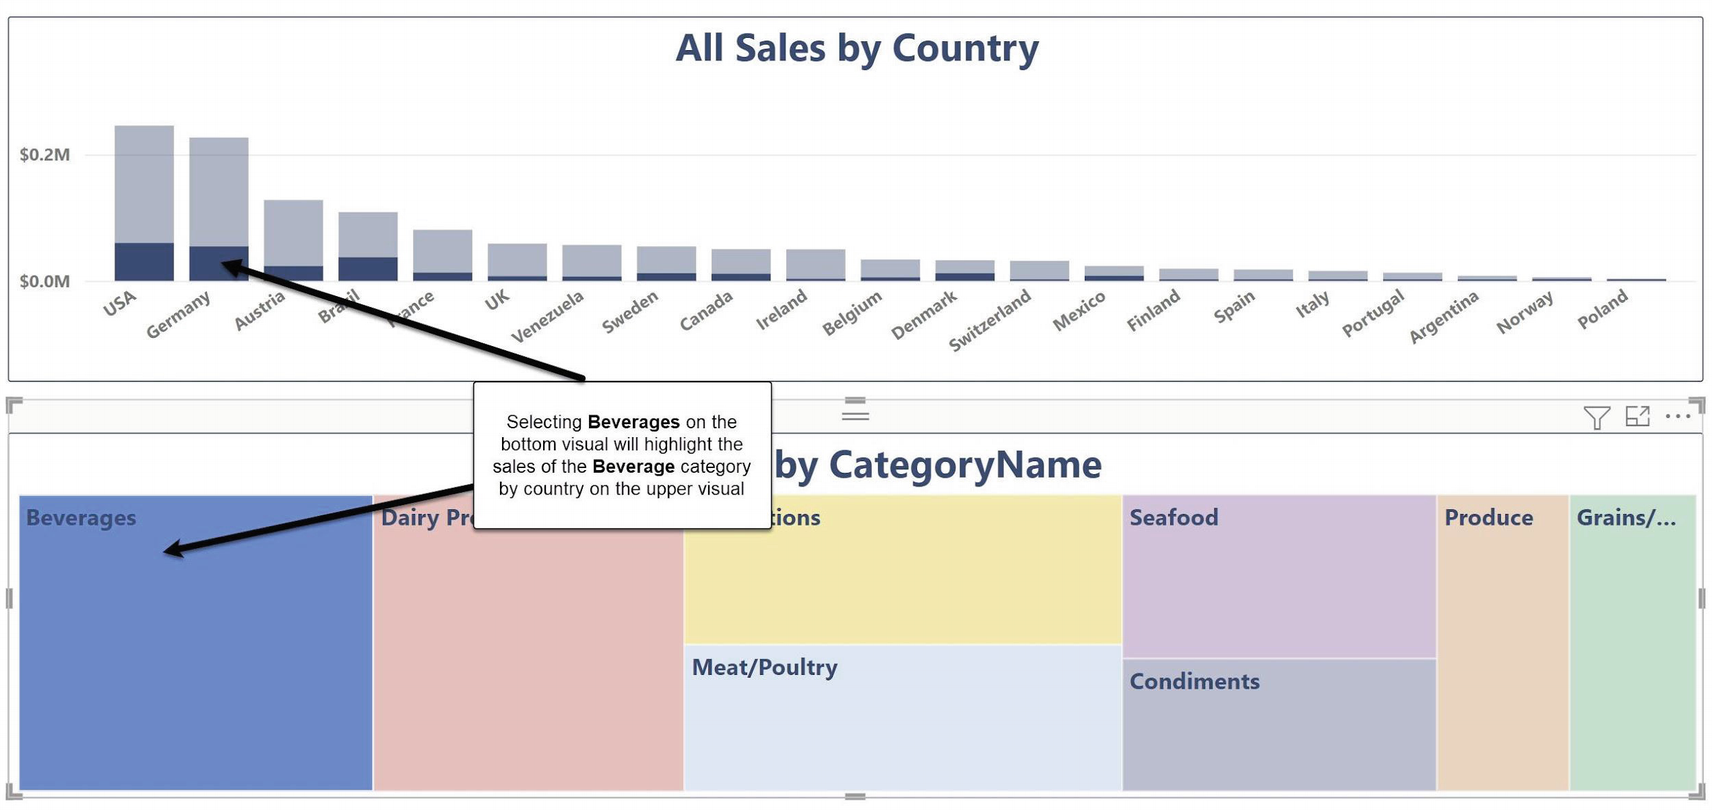 All Sales by Country
$0.2M
$0.0M
USA
Germany
Austria
Brazil
France
UK
Venezuela
Sweden
Canada
Ireland
Belgium
Denmark
Switzerland
Mexico
Finland
Spain
Italy
Portugal
Argentina
Norway
Poland
Selecting Beverages on the
bottom visual will highlight the
sales of the Beverage category
by country on the upper visual
by CategoryName
Beverages
Dairy
Seafood
Produce
Grains/...
Meat/Poultry
Condiments